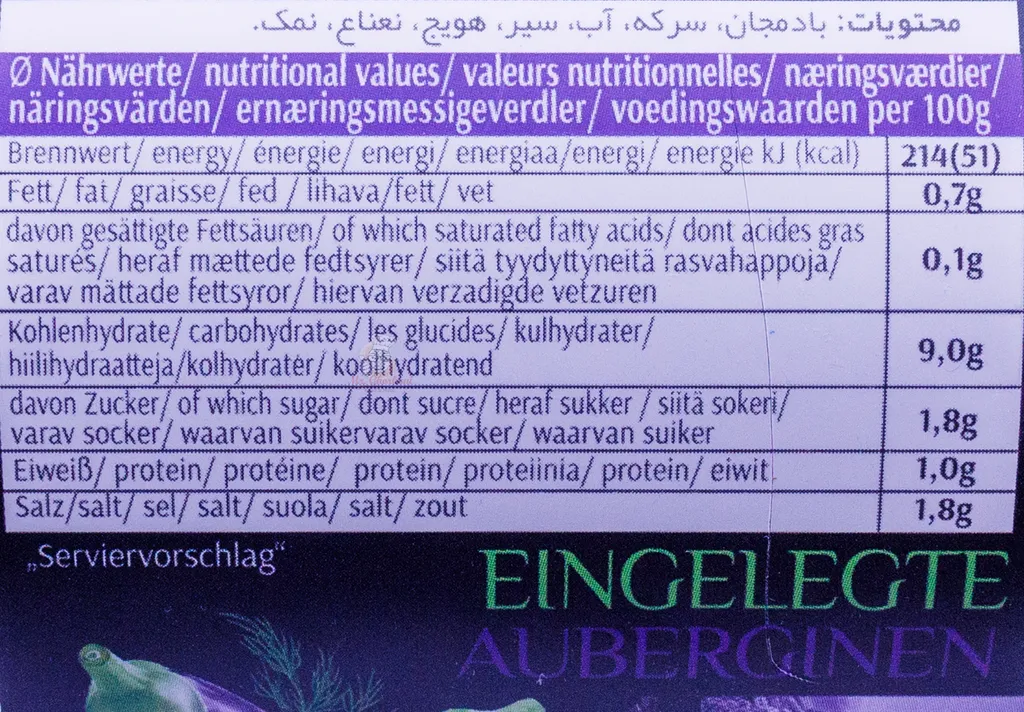 محتویات: بادمجان، سرکه، آب، سیر، هویج، نعناع، نمک.
Ø Nährwerte/ nutritional values/ valeurs nutritionnelles/ næringsværdier/
näringsvärden/ ernæringsmessigeverdler/ voedingswaarden per 100g
Brennwert/ energy/ énergie/ energi/ energiaa/energi/ energie kJ (kcal) 214(51)
Fett/ fat/ graisse/ fed / lihava/fett/ vet 0,7g
davon gesättigte Fettsäuren/ of which saturated fatty acids/ dont acides gras
saturés/ heraf mættede fedtsyrer/ siitä tyydyttyneitä rasvahappoja/
varav mättade fettsyror/ hiervan verzadigde vetzuren 0,1g
Kohlenhydrate/ carbohydrates/ les glucides/ kulhydrater/
hiilihydraatteja/kolhydrater/ koolhydratend 9,0g
davon Zucker/ of which sugar/ dont sucre/ heraf sukker / siitä sokeri/
varav socker/ waarvan suikervarav socker/ waarvan suiker 1,8g
Eiweiß/ protein/ protéine/ protein/ proteiinia/ protein/ eiwit 1,0g
Salz/salt/ sel/ salt/ suola/ salt/ zout 1,8g
„Serviervorschlag“
EINGELEGTE
AUBERGINEN